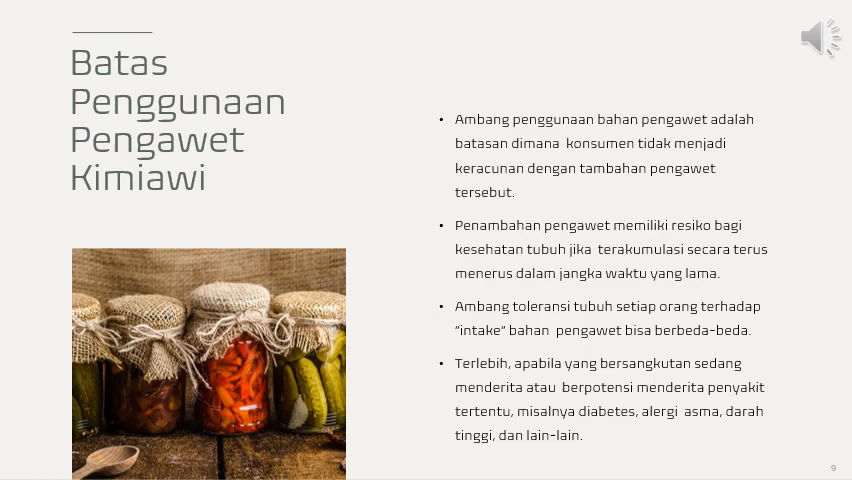 Batas
Penggunaan
Pengawet
Kimiawi
• Ambang penggunaan bahan pengawet adalah
batasan dimana konsumen tidak menjadi
keracunan dengan tambahan pengawet
tersebut.
• Penambahan pengawet memiliki resiko bagi
kesehatan tubuh jika terakumulasi secara terus
menerus dalam jangka waktu yang lama.
• Ambang toleransi tubuh setiap orang terhadap
"intake" bahan pengawet bisa berbeda-beda.
• Terlebih, apabila yang bersangkutan sedang
menderita atau berpotensi menderita penyakit
tertentu, misalnya diabetes, alergi asma, darah
tinggi, dan lain-lain.
9